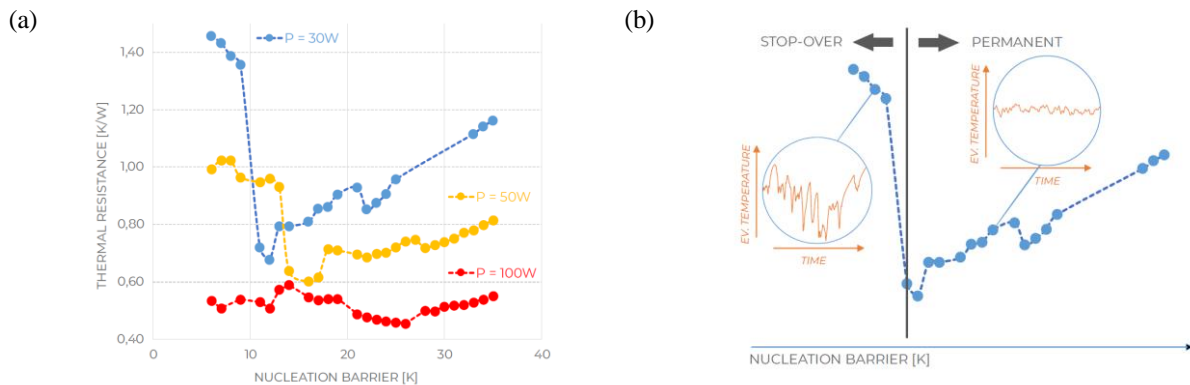 (a)
1,40
1,20
1,00
0,80
0,60
0,40
THERMAL RESISTANCE [K/W]
P = 30W
P = 50W
P = 100W
0 10 20 30 40
NUCLEATION BARRIER [K]
(b)
STOP-OVER PERMANENT
EV. TEMPERATURE
TIME
EV. TEMPERATURE
TIME
NUCLEATION BARRIER [K]